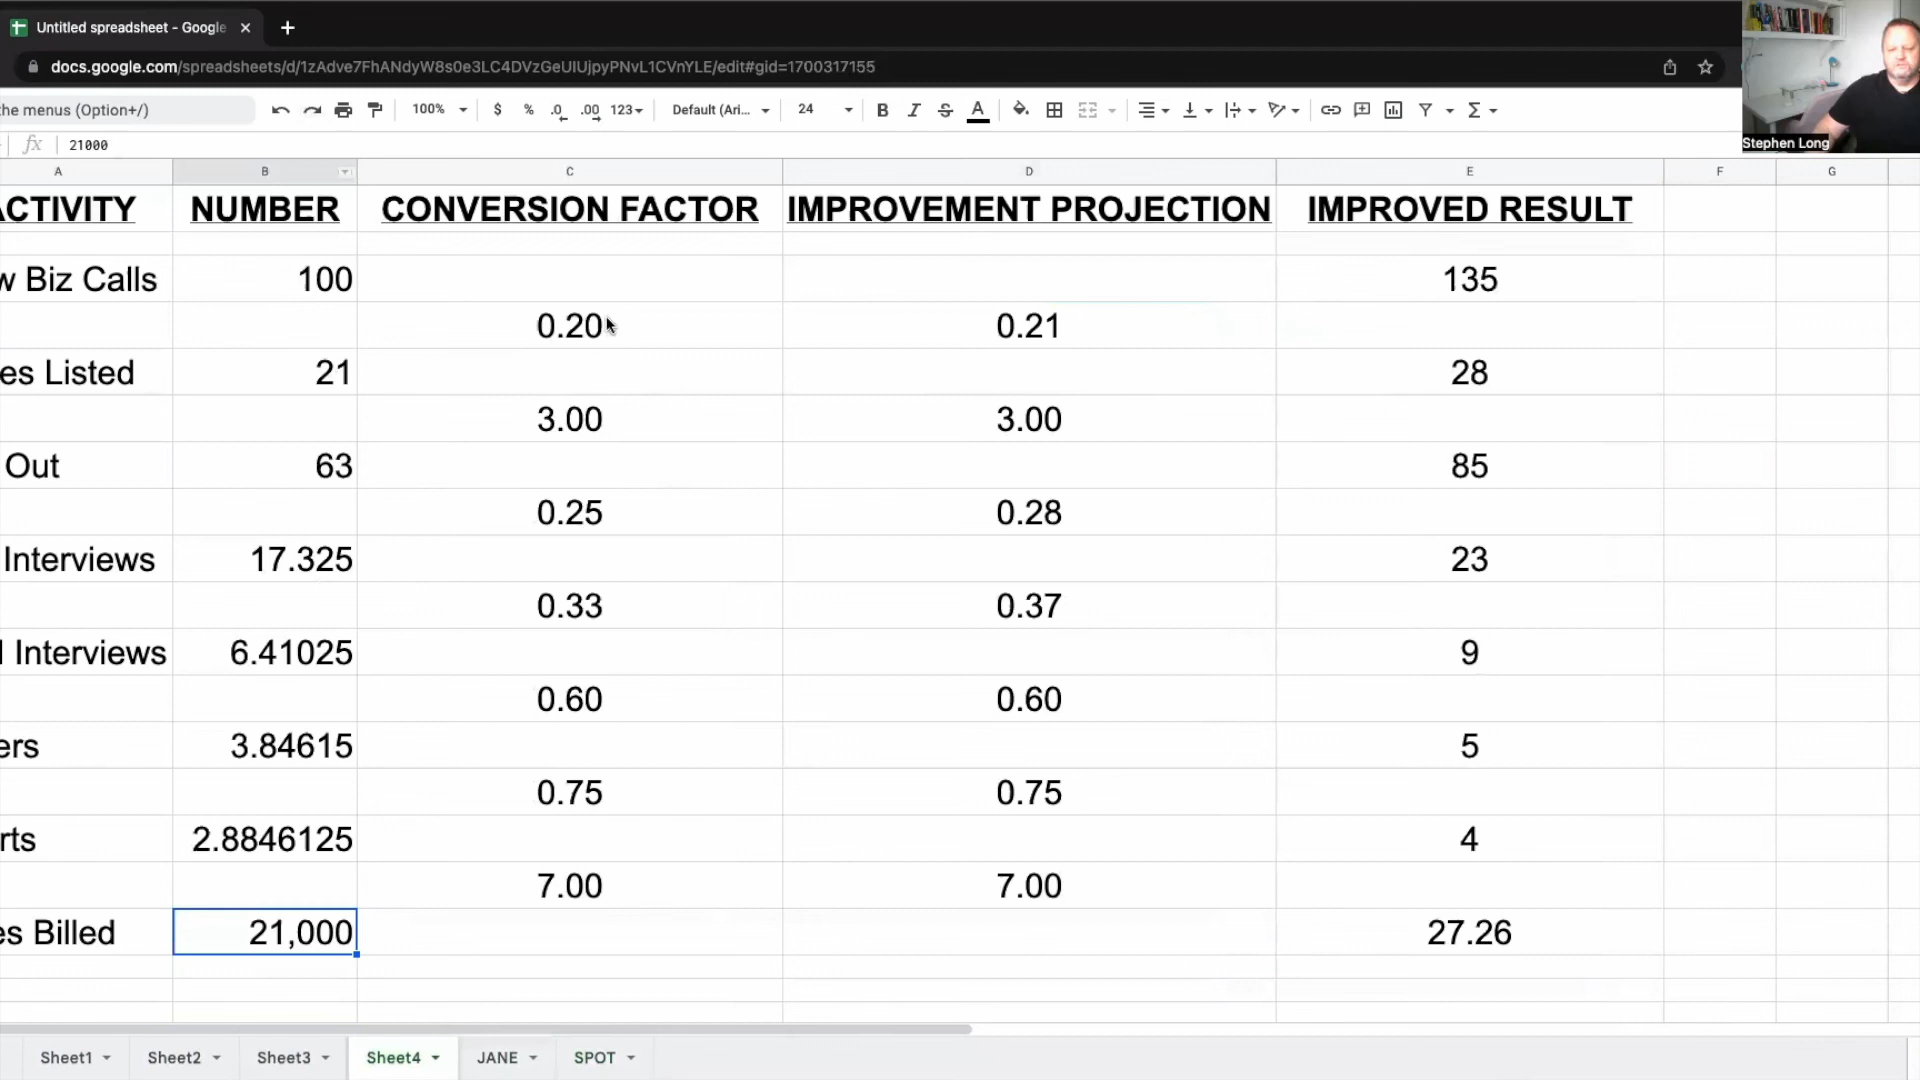 Untitled spreadsheet - Google
docs.google.com/spreadsheets/d/1zAdve7FhANdyW8s0e3LC4DVzGeUIUjpyPNvL1CVnYLE/edit#gid=1700317155
the menus (Option+/) 100% $ % .0 .00 123 Default (Ari... 24 B I S A
Stephen Long
fx 21000
A B C D E F G
ACTIVITY NUMBER CONVERSION FACTOR IMPROVEMENT PROJECTION IMPROVED RESULT
w Biz Calls 100 135
0.20 0.21
es Listed 21 28
3.00 3.00
Out 63 85
0.25 0.28
Interviews 17.325 23
0.33 0.37
l Interviews 6.41025 9
0.60 0.60
ers 3.84615 5
0.75 0.75
rts 2.8846125 4
7.00 7.00
es Billed 21,000 27.26
Sheet1 Sheet2 Sheet3 Sheet4 JANE SPOT